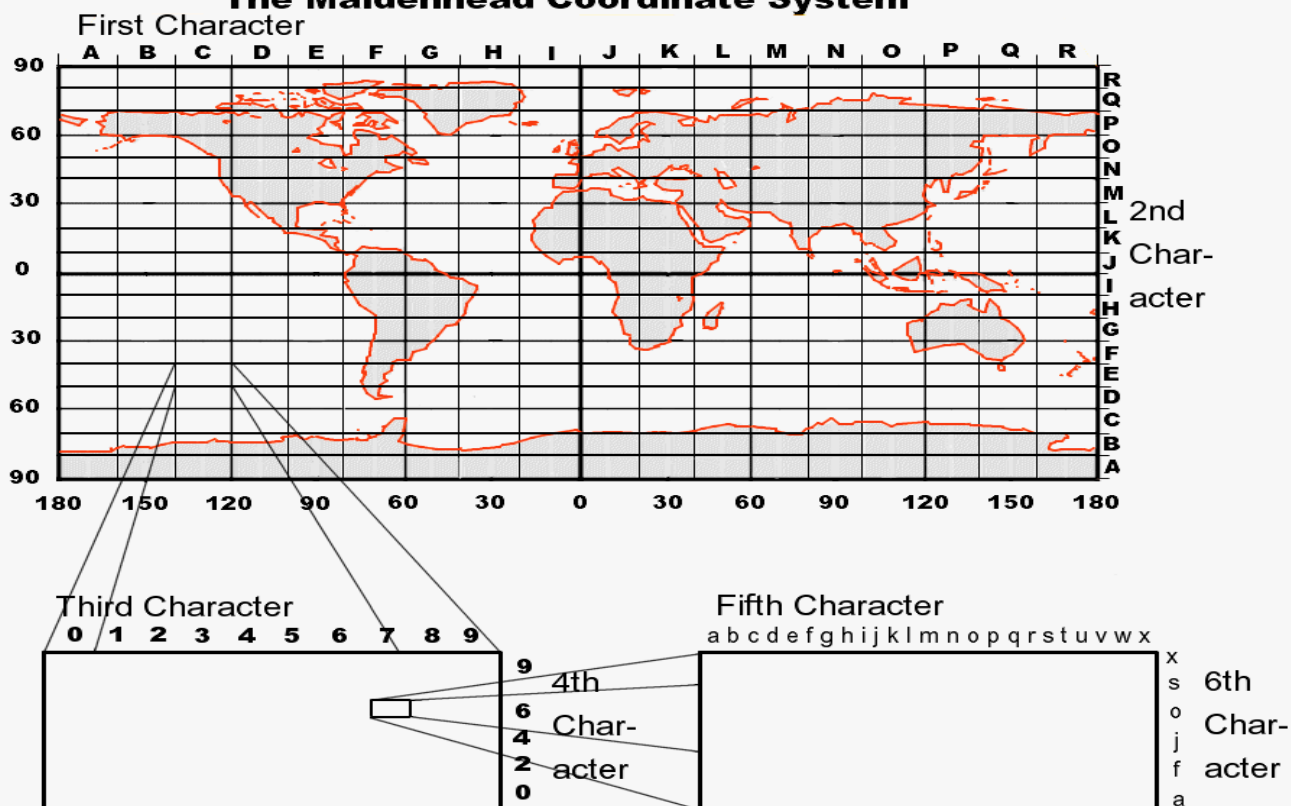 The Maidenhead Coordinate System
First Character
A B C D E F G H I J K L M N O P Q R
90
60
30
0
30
60
90
R
Q
P
O
N
M
L
K
J
I
H
G
F
E
D
C
B
A
2nd
Char-
acter
180 150 120 90 60 30 0 30 60 90 120 150 180
Third Character
0 1 2 3 4 5 6 7 8 9
9
6
4
2
0
4th
Char-
acter
Fifth Character
a b c d e f g h i j k l m n o p q r s t u v w x
x
s
o
j
f
a
6th
Char-
acter